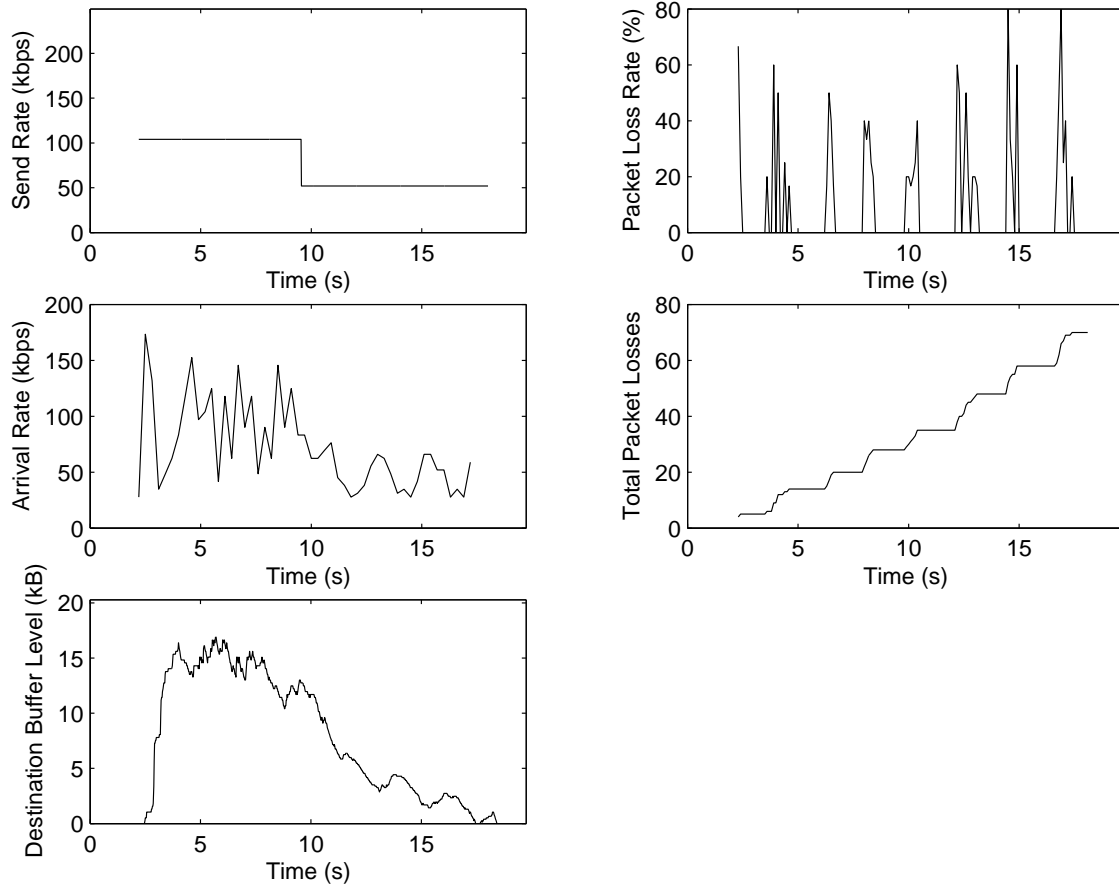 250
200
150
100
50
0
Send Rate (kbps)
0 5 10 15
Time (s)
80
60
40
20
0
Packet Loss Rate (%)
0 5 10 15
Time (s)
200
150
100
50
0
Arrival Rate (kbps)
0 5 10 15
Time (s)
80
60
40
20
0
Total Packet Losses
0 5 10 15
Time (s)
20
15
10
5
0
Destination Buffer Level (kB)
0 5 10 15
Time (s)